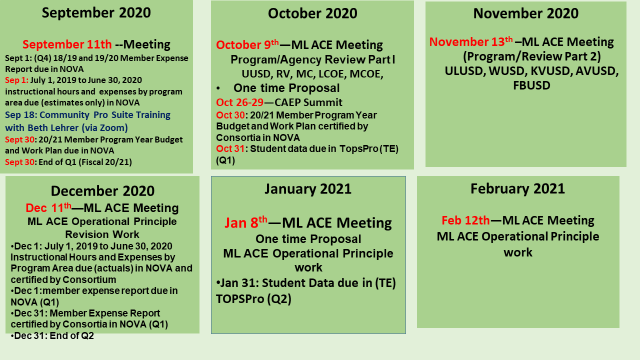 September 2020
September 11th --Meeting
Sept 1: (Q4) 18/19 and 19/20 Member Expense
Report due in NOVA
Sep 1: July 1, 2019 to June 30, 2020
instructional hours and expenses by program
area due (estimates only) in NOVA
Sep 18: Community Pro Suite Training
with Beth Lehrer (via Zoom)
Sept 30: 20/21 Member Program Year Budget
and Work Plan due in NOVA
Sept 30: End of Q1 (Fiscal 20/21)
October 2020
October 9th—ML ACE Meeting
Program/Agency Review Part I
UUSD, RV, MC, LCOE, MCOE,
• One time Proposal
Oct 26-29—CAEP Summit
Oct 30: 20/21 Member Program Year
Budget and Work Plan certified by
Consortia in NOVA
Oct 31: Student data due in TopsPro (TE)
(Q1)
November 2020
November 13th—ML ACE Meeting
(Program/Review Part 2)
ULUSD, WUSD, KVUSD, AVUSD,
FBUSD
December 2020
Dec 11th—ML ACE Meeting
ML ACE Operational Principle
Revision Work
•Dec 1: July 1, 2019 to June 30, 2020
Instructional Hours and Expenses by
Program Area due (actuals) in NOVA and
certified by Consortium
•Dec 1:member expense report due in
NOVA (Q1)
•Dec 31: Member Expense Report
certified by Consortia in NOVA (Q1)
•Dec 31: End of Q2
January 2021
Jan 8th—ML ACE Meeting
One time Proposal
ML ACE Operational Principle
work
•Jan 31: Student Data due in (TE)
TOPSPro (Q2)
February 2021
Feb 12th—ML ACE Meeting
ML ACE Operational Principle
work